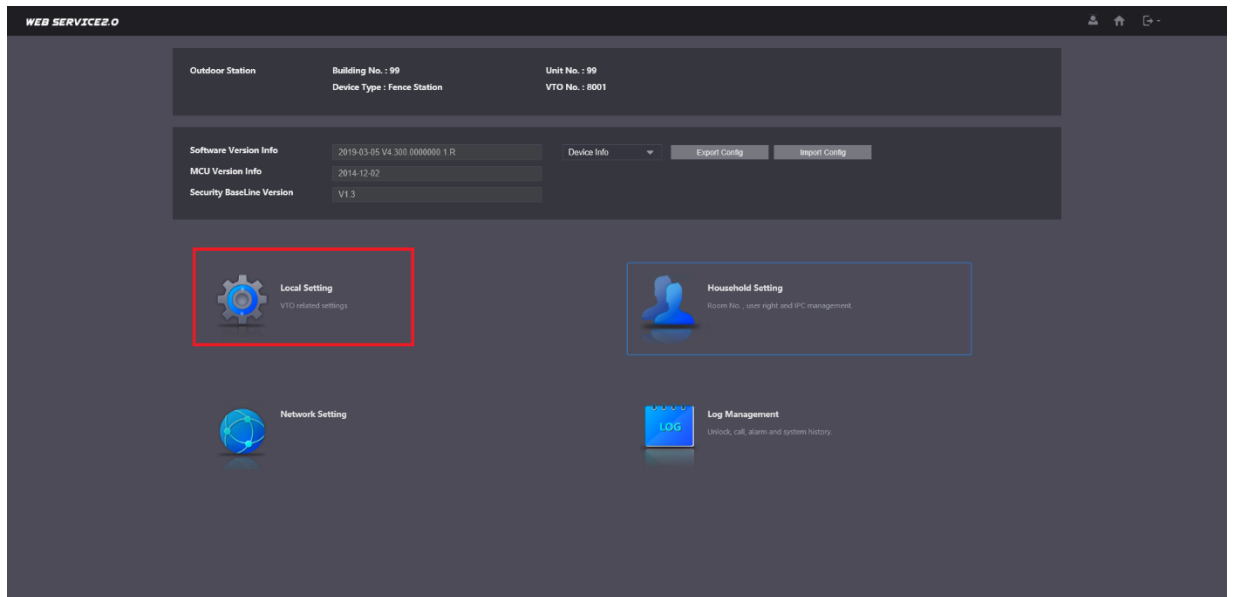 WEB SERVICE2.0
Outdoor Station Building No. : 99 Unit No. : 99
Device Type : Fence Station VTO No. : 8001
Software Version Info 2019-03-05 V4.300.0000000.1.R Device Info Export Config Import Config
MCU Version Info 2014-12-02
Security BaseLine Version V1.3
Local Setting
VTO related settings
Household Setting
Room No. , user right and IPC management.
Network Setting
LOG
Log Management
Unlock, call, alarm and system history.